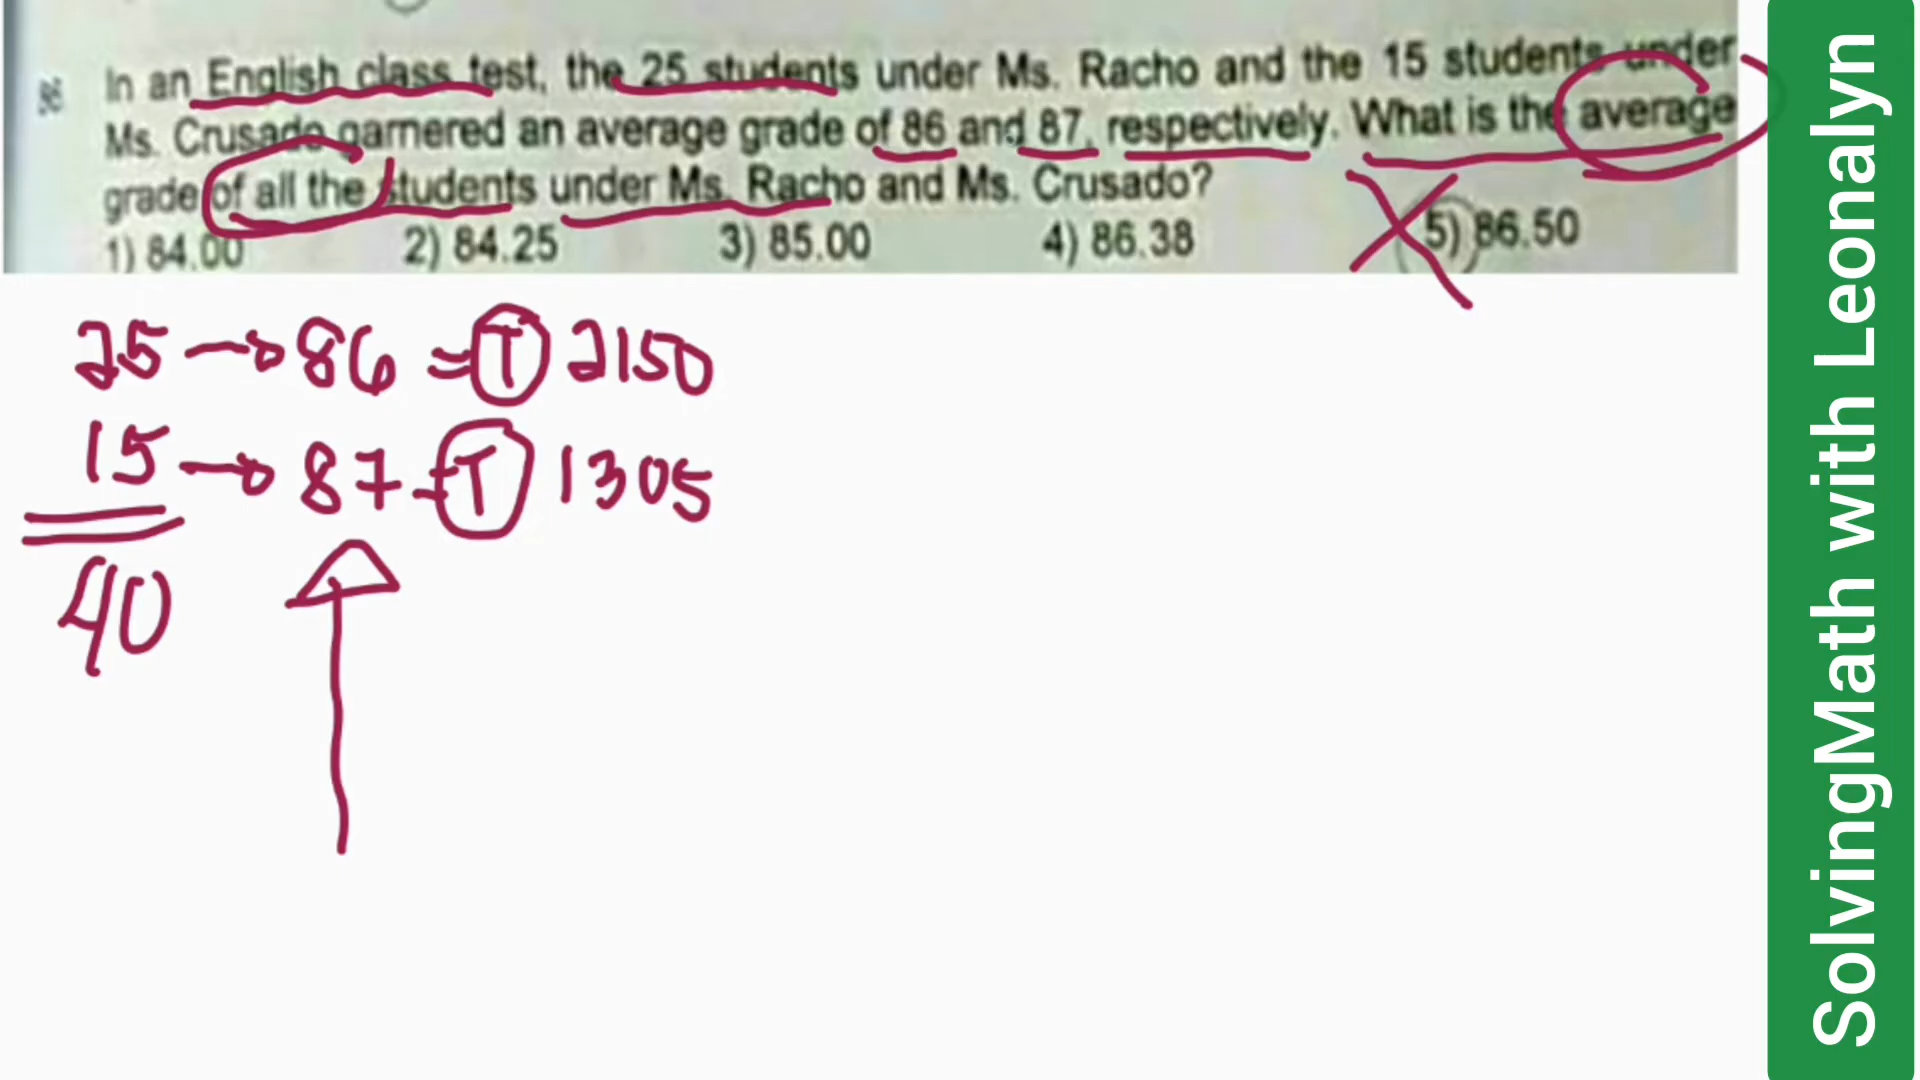 In an English class test, the 25 students under Ms. Racho and the 15 students under
Ms. Crusado garnered an average grade of 86 and 87, respectively. What is the average
grade of all the students under Ms. Racho and Ms. Crusado?
1) 84.00 2) 84.25 3) 85.00 4) 86.38 5) 86.50
25 → 86 = T 2150
15 → 87 = T 1305
40
SolvingMath with Leonalyn